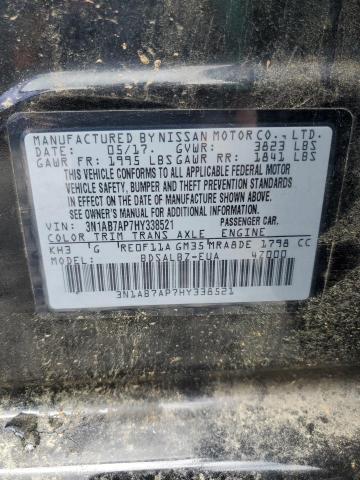 MANUFACTURED BY NISSAN MOTOR CO., LTD.
DATE: 05/17. GVWR: 3823 LBS
GAWR FR: 1995 LBS GAWR RR: 1841 LBS
THIS VEHICLE CONFORMS TO ALL APPLICABLE FEDERAL MOTOR
VEHICLE SAFETY, BUMPER AND THEFT PREVENTION STANDARDS
IN EFFECT ON THE DATE OF MANUFACTURE SHOWN ABOVE.
SEE OWNER'S MANUAL FOR ADDITIONAL INFORMATION.
VIN: 3N1AB7AP7HY338521 PASSENGER CAR.
COLOR TRIM TRANS AXLE ENGINE
KH3 G RE0F11A GM35 MRA8DE 1798 CC
MODEL: BDSALBZ-EUA 47000
3N1AB7AP7HY338521